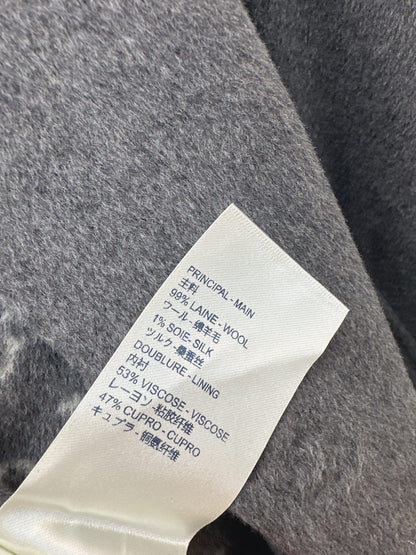 PRINCIPAL - MAIN
主料
99% LAINE - WOOL
ウール - 绵羊毛
1% SOIE- SILK
ツルク - 桑蚕丝
DOUBLURE - LINING
内衬
53% VISCOSE - VISCOSE
レーヨソ - 粘胶纤维
47% CUPRO - CUPRO
キュプラ - 铜氨纤维